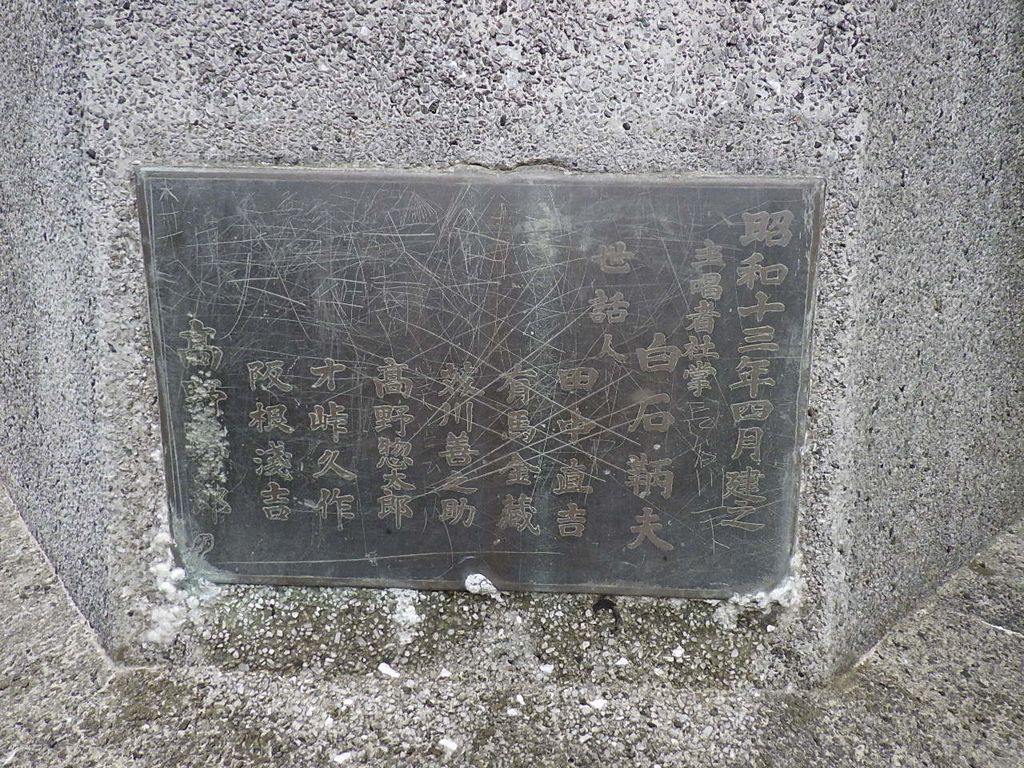 昭和十三年四月建之
主唱者社掌
白石鞆夫
世話人
田中直吉
有馬金蔵
川善之助
高野惣太郎
才峠久作
阪根淺吉
高